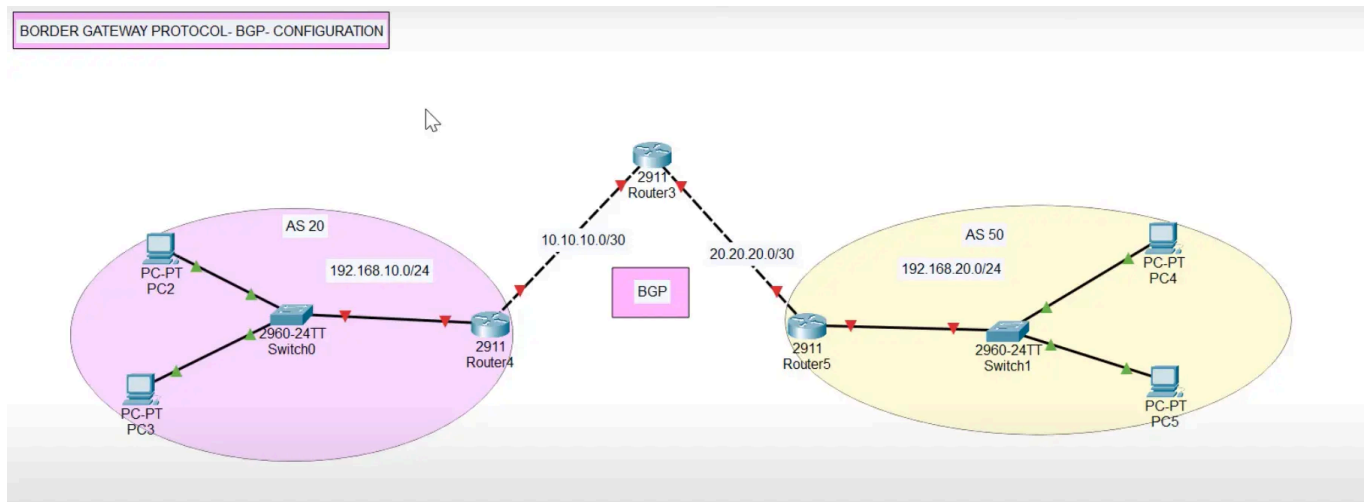 BORDER GATEWAY PROTOCOL- BGP- CONFIGURATION
2911
Router3
AS 20
10.10.10.0/30
20.20.20.0/30
AS 50
192.168.10.0/24
192.168.20.0/24
BGP
PC-PT
PC2
PC-PT
PC4
2960-24TT
Switch0
2911
Router4
2911
Router5
2960-24TT
Switch1
PC-PT
PC3
PC-PT
PC5